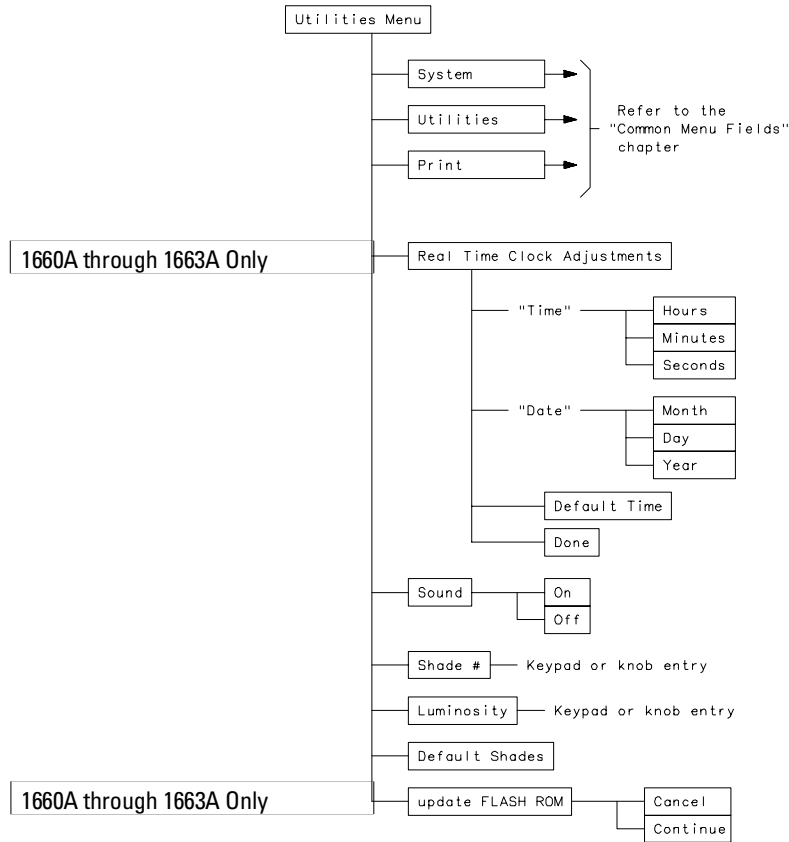 Utilities Menu
System
Utilities
Print
Refer to the
"Common Menu Fields"
chapter
1660A through 1663A Only
Real Time Clock Adjustments
"Time"
Hours
Minutes
Seconds
"Date"
Month
Day
Year
Default Time
Done
Sound
On
Off
Shade #
Keypad or knob entry
Luminosity
Keypad or knob entry
Default Shades
1660A through 1663A Only
update FLASH ROM
Cancel
Continue